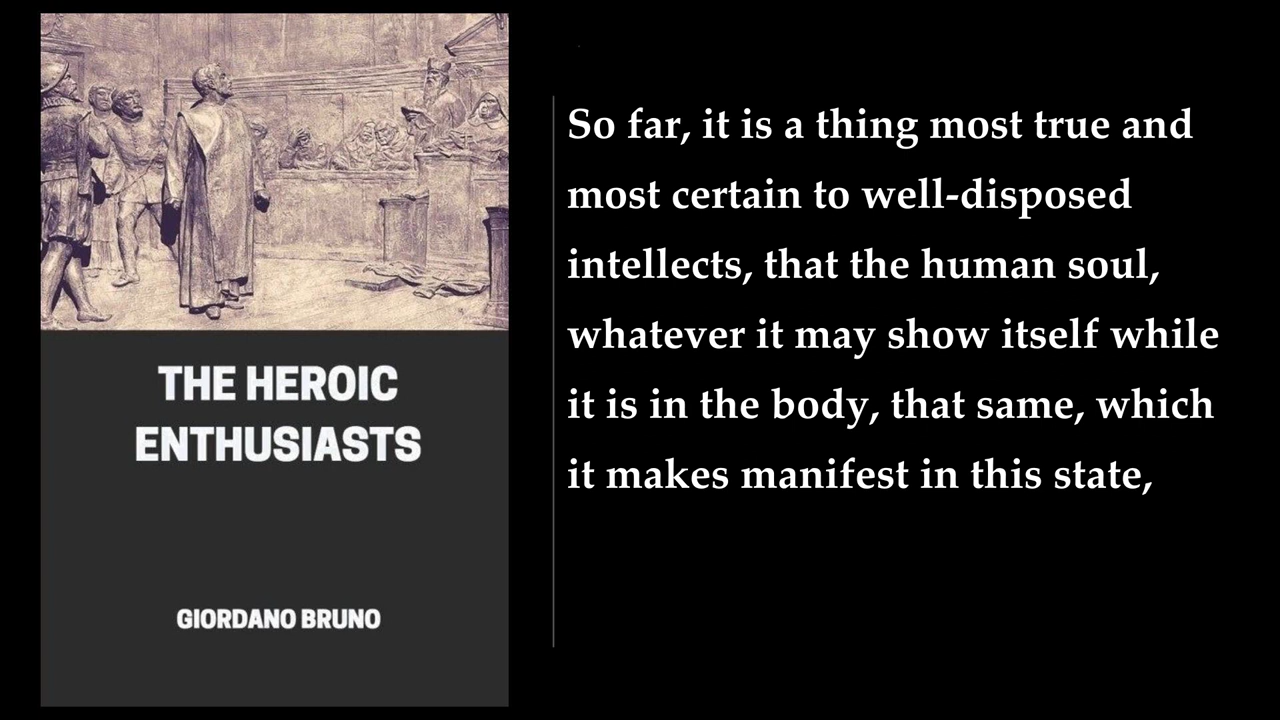 THE HEROIC
ENTHUSIASTS
GIORDANO BRUNO
So far, it is a thing most true and
most certain to well-disposed
intellects, that the human soul,
whatever it may show itself while
it is in the body, that same, which
it makes manifest in this state,